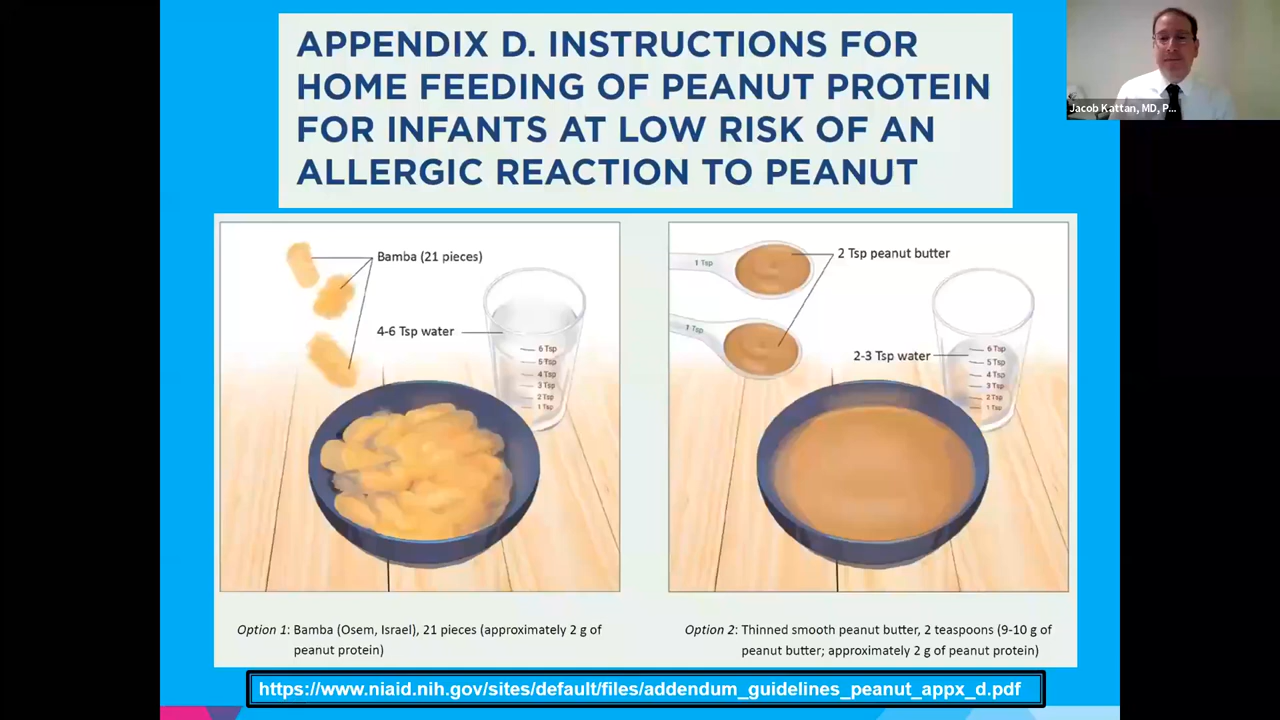 APPENDIX D. INSTRUCTIONS FOR
HOME FEEDING OF PEANUT PROTEIN
FOR INFANTS AT LOW RISK OF AN
ALLERGIC REACTION TO PEANUT
Jacob Kattan, MD, P...
Bamba (21 pieces)
4-6 Tsp water
6 Tsp
5 Tsp
4 Tsp
3 Tsp
2 Tsp
1 Tsp
1 Tsp
2 Tsp peanut butter
1 Tsp
2-3 Tsp water
6 Tsp
5 Tsp
4 Tsp
3 Tsp
2 Tsp
1 Tsp
Option 1: Bamba (Osem, Israel), 21 pieces (approximately 2 g of
peanut protein)
Option 2: Thinned smooth peanut butter, 2 teaspoons (9-10 g of
peanut butter; approximately 2 g of peanut protein)
https://www.niaid.nih.gov/sites/default/files/addendum_guidelines_peanut_appx_d.pdf